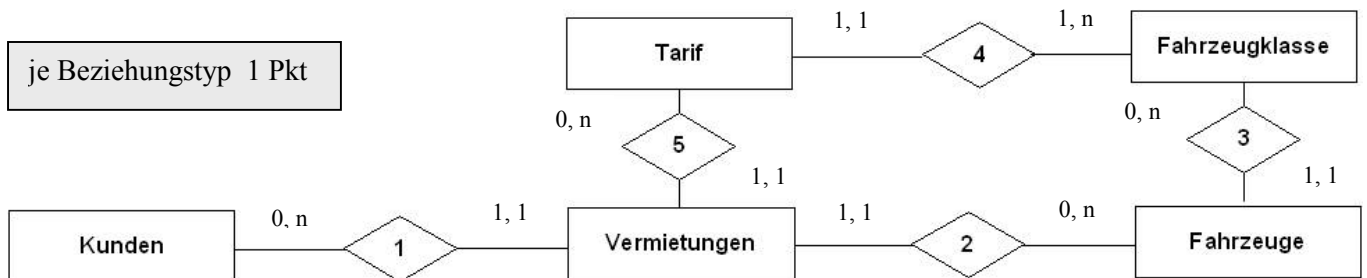 je Beziehungstyp 1 Pkt
Tarif
1, 1
4
1, n
Fahrzeugklasse
0, n
5
1, 1
0, n
3
1, 1
Kunden
0, n
1
1, 1
Vermietungen
1, 1
2
0, n
Fahrzeuge